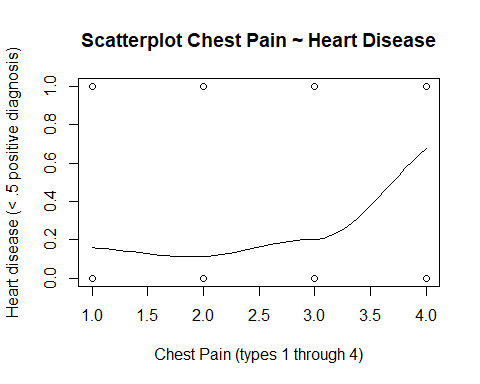 Scatterplot Chest Pain ~ Heart Disease
Heart disease (< .5 positive diagnosis)
1.0
0.8
0.6
0.4
0.2
0.0
1.0 1.5 2.0 2.5 3.0 3.5 4.0
Chest Pain (types 1 through 4)